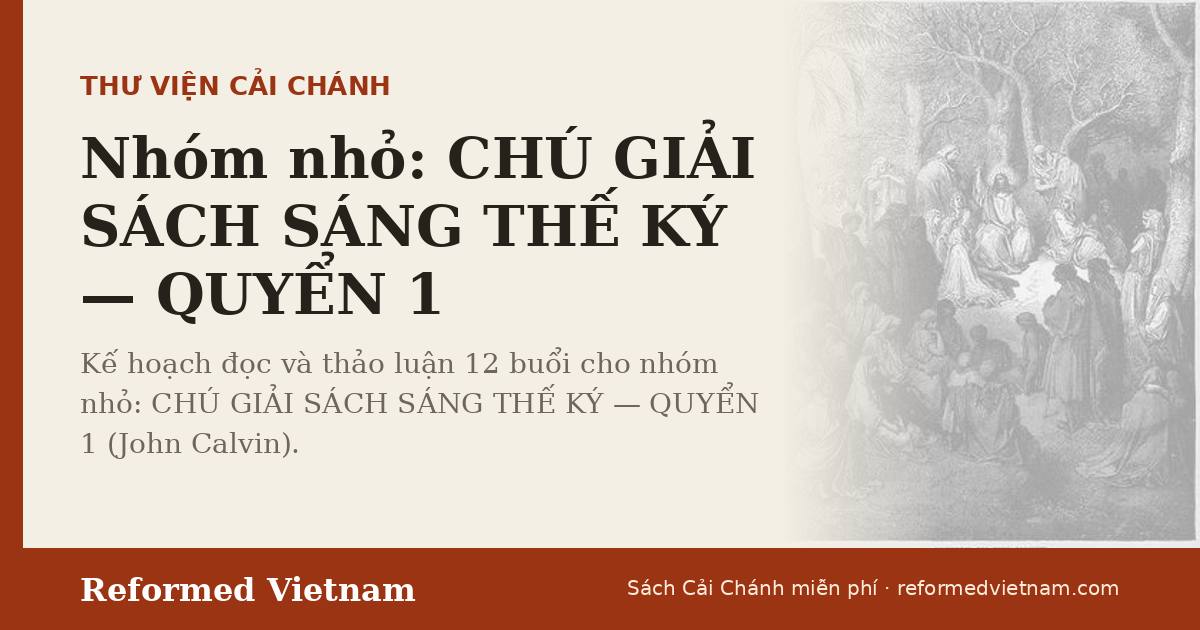 THƯ VIỆN CẢI CHÁNH
Nhóm nhỏ: CHÚ GIẢI
SÁCH SÁNG THẾ KÝ
— QUYỂN 1
Kế hoạch đọc và thảo luận 12 buổi cho nhóm
nhỏ: CHÚ GIẢI SÁCH SÁNG THẾ KÝ — QUYỂN
1 (John Calvin).
Reformed Vietnam
Sách Cải Chánh miễn phí · reformedvietnam.com